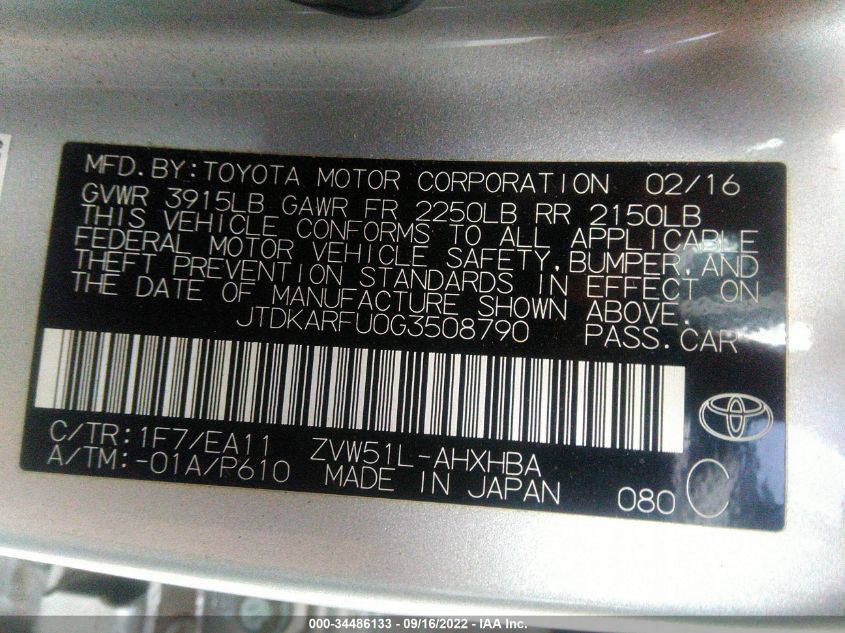 MFD.BY:TOYOTA MOTOR CORPORATION 02/16
GVWR 3915LB GAWR FR 2250LB RR 2150LB
THIS VEHICLE CONFORMS TO ALL APPLICABLE
FEDERAL MOTOR VEHICLE SAFETY,BUMPER,AND
THEFT PREVENTION STANDARDS IN EFFECT ON
THE DATE OF MANUFACTURE SHOWN ABOVE.
JTDKARFU0G3508790 PASS.CAR
C/TR:1F7/EA11 ZVW51L-AHXHBA
A/TM:-01A/P610 MADE IN JAPAN 080 C
000-34486133 - 09/16/2022 - IAA Inc.